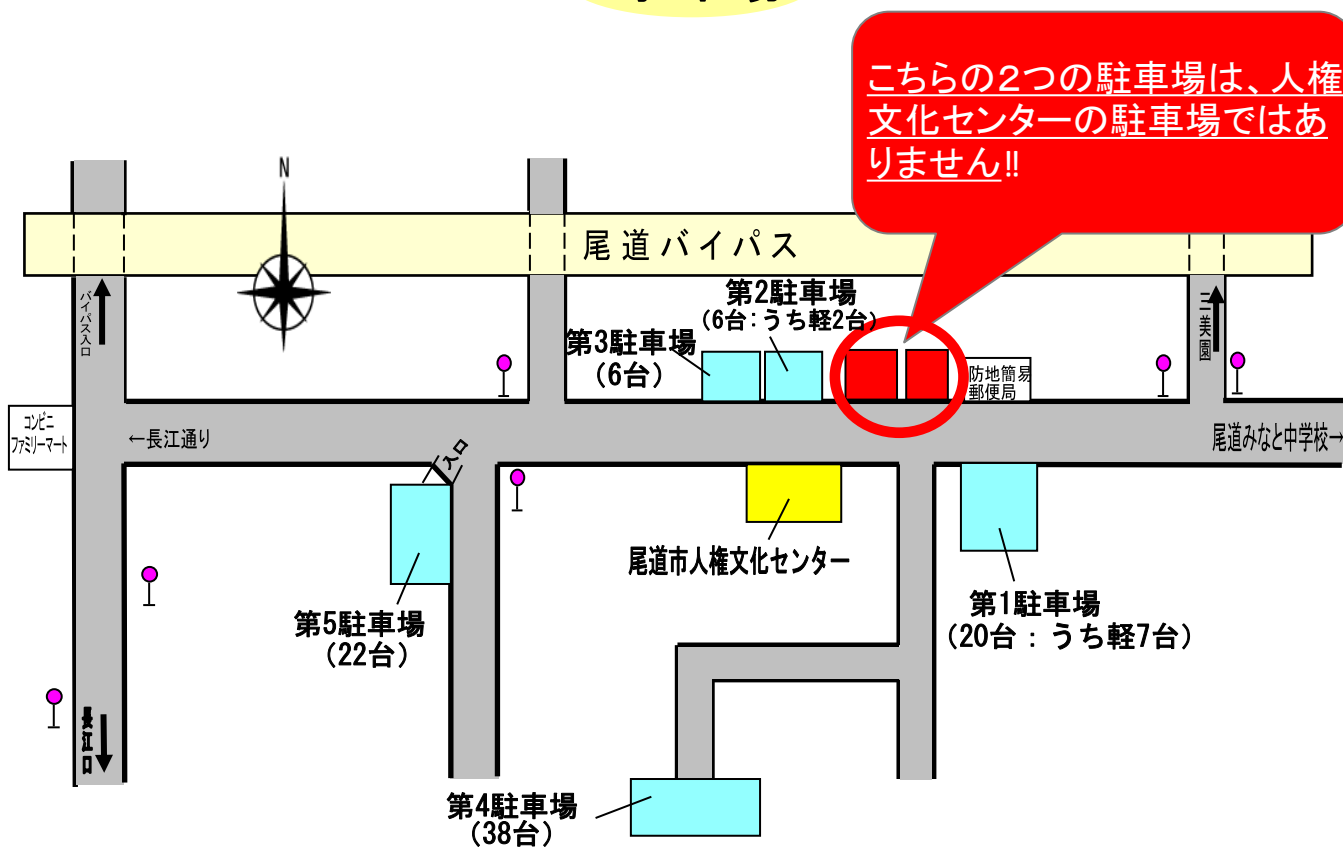 こちらの2つの駐車場は、人権
文化センターの駐車場ではあ
りません!!
N
尾道バイパス
バイパス入口
第2駐車場
(6台:うち軽2台)
第3駐車場
(6台)
三美園
防地簡易
郵便局
コンビニ
ファミリーマート
←長江通り
入口
尾道みなと中学校→
尾道市人権文化センター
第1駐車場
(20台:うち軽7台)
第5駐車場
(22台)
長江口
第4駐車場
(38台)